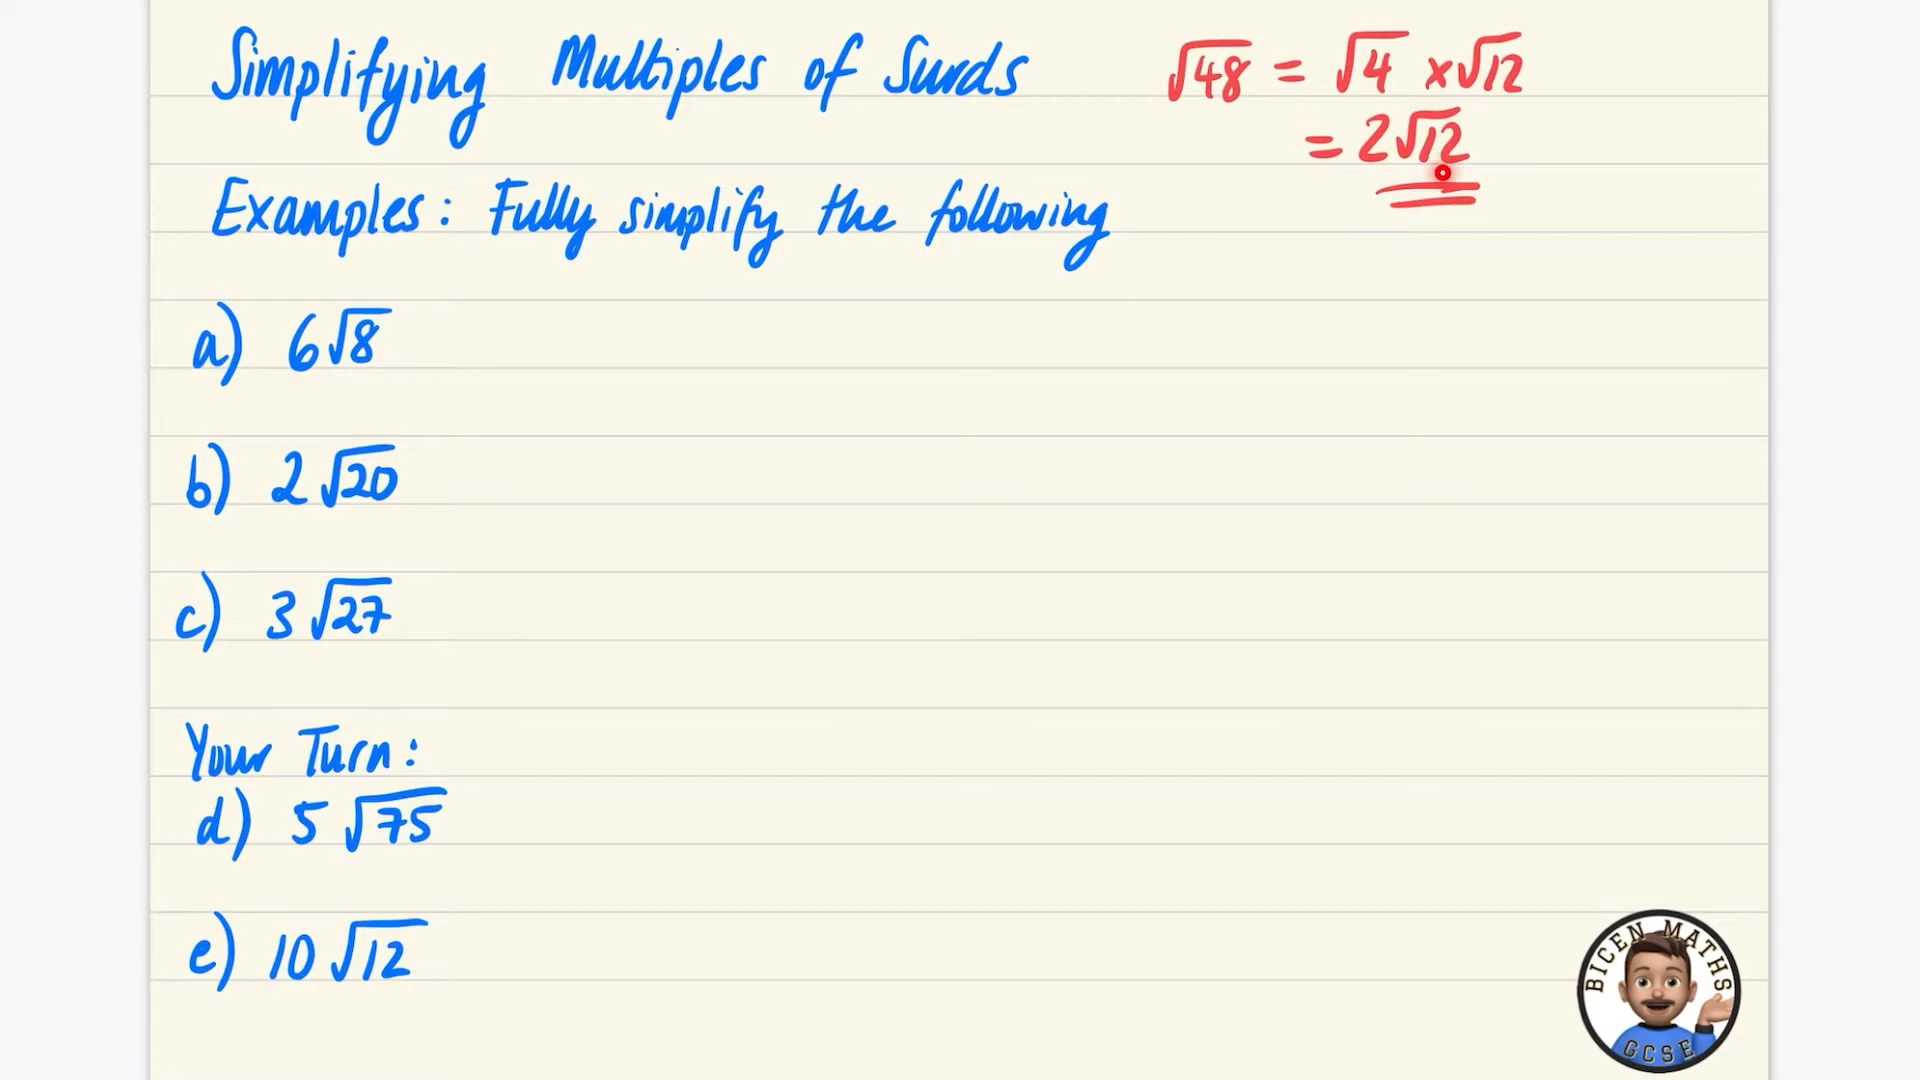 Simplifying Multiples of Surds
√48 = √4 × √12
= 2√12
Examples: Fully simplify the following
a) 6√8
b) 2√20
c) 3√27
Your Turn:
d) 5√75
e) 10√12
BICEN MATHS
GCSE